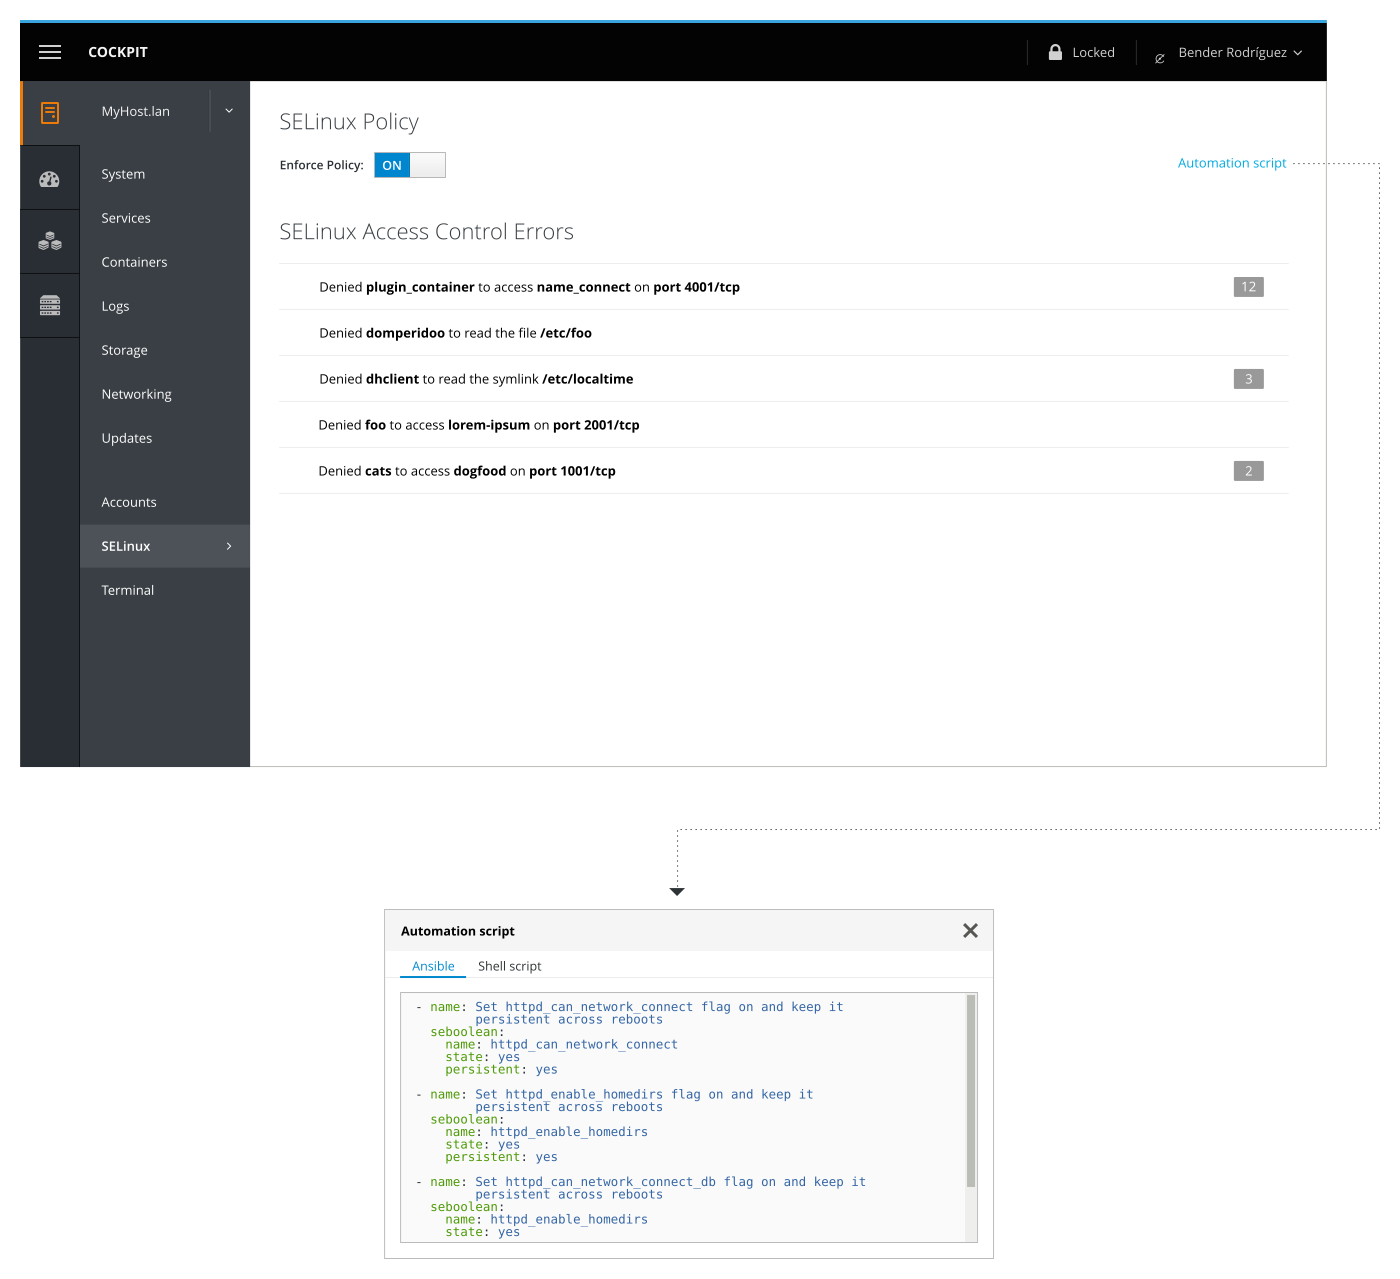 COCKPIT
Locked
Bender Rodríguez
MyHost.lan
System
Services
Containers
Logs
Storage
Networking
Updates
Accounts
SELinux
Terminal
SELinux Policy
Enforce Policy: ON
Automation script
SELinux Access Control Errors
Denied plugin_container to access name_connect on port 4001/tcp 12
Denied domperidoo to read the file /etc/foo
Denied dhclient to read the symlink /etc/localtime 3
Denied foo to access lorem-ipsum on port 2001/tcp
Denied cats to access dogfood on port 1001/tcp 2
Automation script
Ansible Shell script
- name: Set httpd_can_network_connect flag on and keep it
persistent across reboots
seboolean:
name: httpd_can_network_connect
state: yes
persistent: yes
- name: Set httpd_enable_homedirs flag on and keep it
persistent across reboots
seboolean:
name: httpd_enable_homedirs
state: yes
persistent: yes
- name: Set httpd_can_network_connect_db flag on and keep it
persistent across reboots
seboolean:
name: httpd_enable_homedirs
state: yes